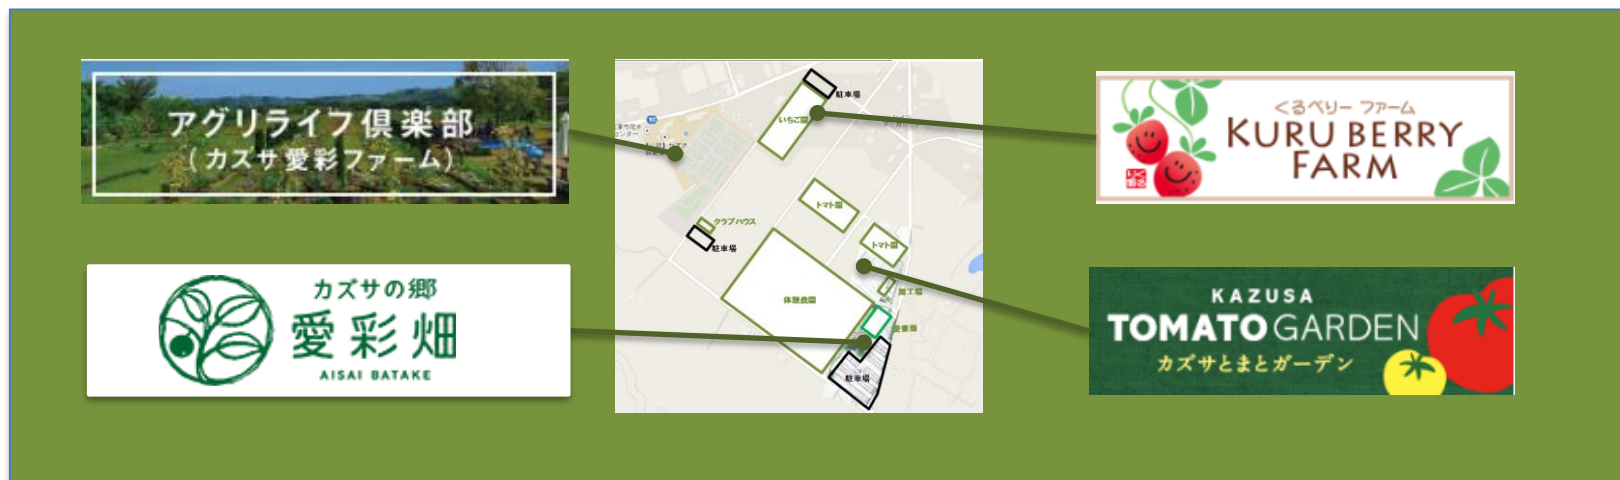 アグリライフ倶楽部
(カズサ愛彩ファーム)
カズサの郷
愛彩畑
AISAI BATAKE
駐車場
いちご園
トマト園
クラブハウス
駐車場
トマト園
体験農園
加工場
駐車場
くるべりー ファーム
KURU BERRY
FARM
KAZUSA
TOMATO GARDEN
カズサとまとガーデン